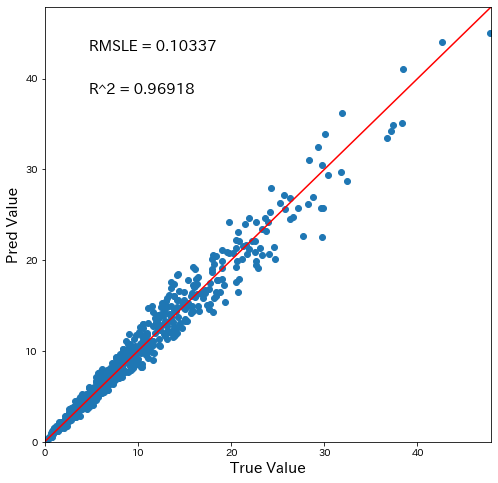 RMSLE = 0.10337
R^2 = 0.96918
40
30
20
10
0
Pred Value
0 10 20 30 40
True Value